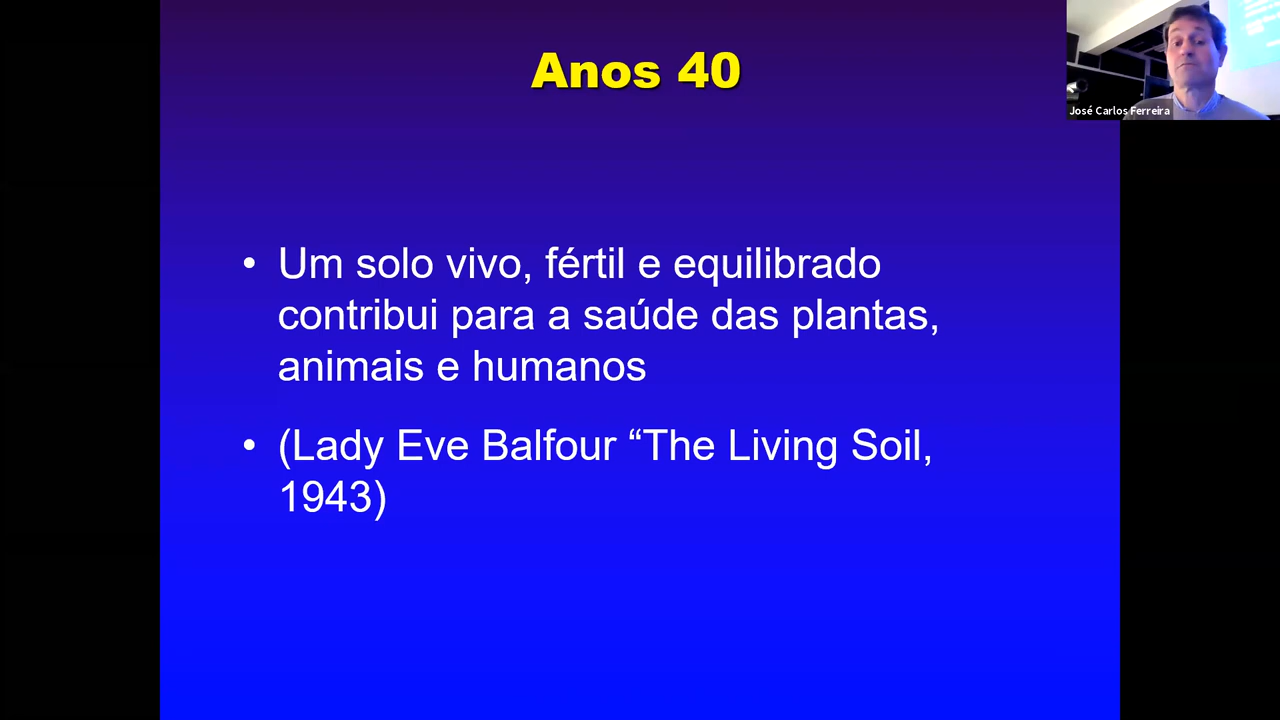 Anos 40
José Carlos Ferreira
• Um solo vivo, fértil e equilibrado
contribui para a saúde das plantas,
animais e humanos
• (Lady Eve Balfour “The Living Soil,
1943)